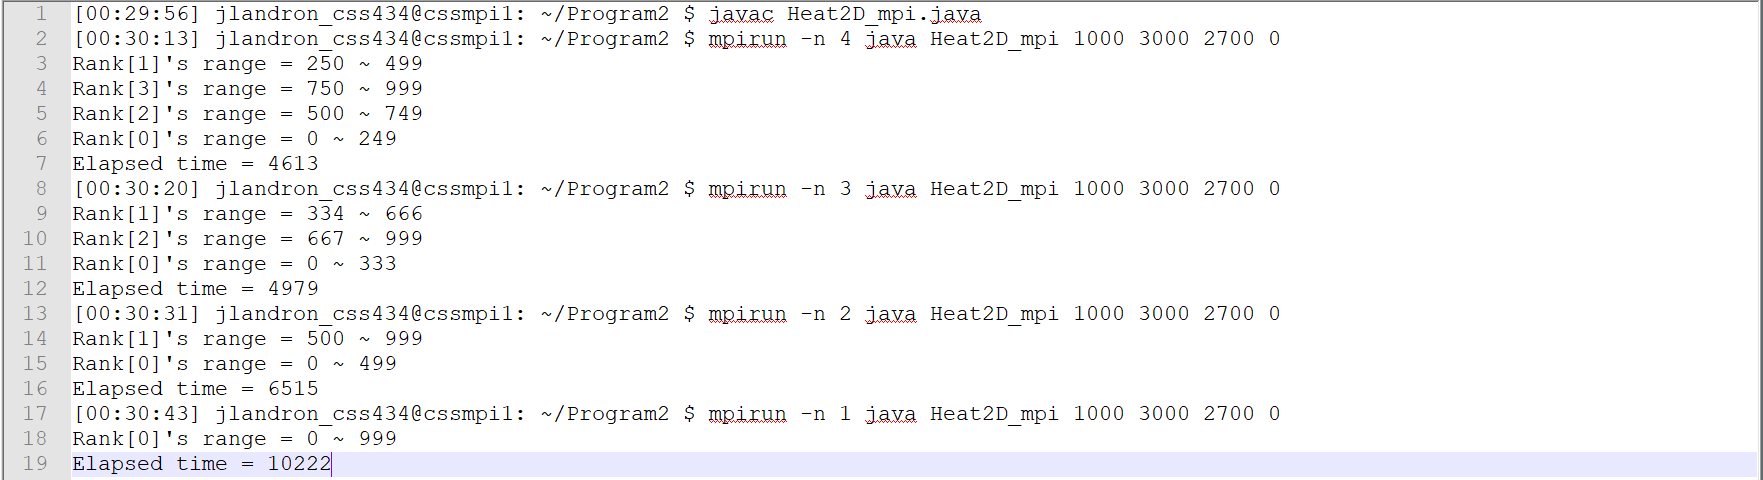 1 [00:29:56] jlandron_css434@cssmpi1: ~/Program2 $ javac Heat2D_mpi.java
2 [00:30:13] jlandron_css434@cssmpi1: ~/Program2 $ mpirun -n 4 java Heat2D_mpi 1000 3000 2700 0
3 Rank[1]'s range = 250 ~ 499
4 Rank[3]'s range = 750 ~ 999
5 Rank[2]'s range = 500 ~ 749
6 Rank[0]'s range = 0 ~ 249
7 Elapsed time = 4613
8 [00:30:20] jlandron_css434@cssmpi1: ~/Program2 $ mpirun -n 3 java Heat2D_mpi 1000 3000 2700 0
9 Rank[1]'s range = 334 ~ 666
10 Rank[2]'s range = 667 ~ 999
11 Rank[0]'s range = 0 ~ 333
12 Elapsed time = 4979
13 [00:30:31] jlandron_css434@cssmpi1: ~/Program2 $ mpirun -n 2 java Heat2D_mpi 1000 3000 2700 0
14 Rank[1]'s range = 500 ~ 999
15 Rank[0]'s range = 0 ~ 499
16 Elapsed time = 6515
17 [00:30:43] jlandron_css434@cssmpi1: ~/Program2 $ mpirun -n 1 java Heat2D_mpi 1000 3000 2700 0
18 Rank[0]'s range = 0 ~ 999
19 Elapsed time = 10222